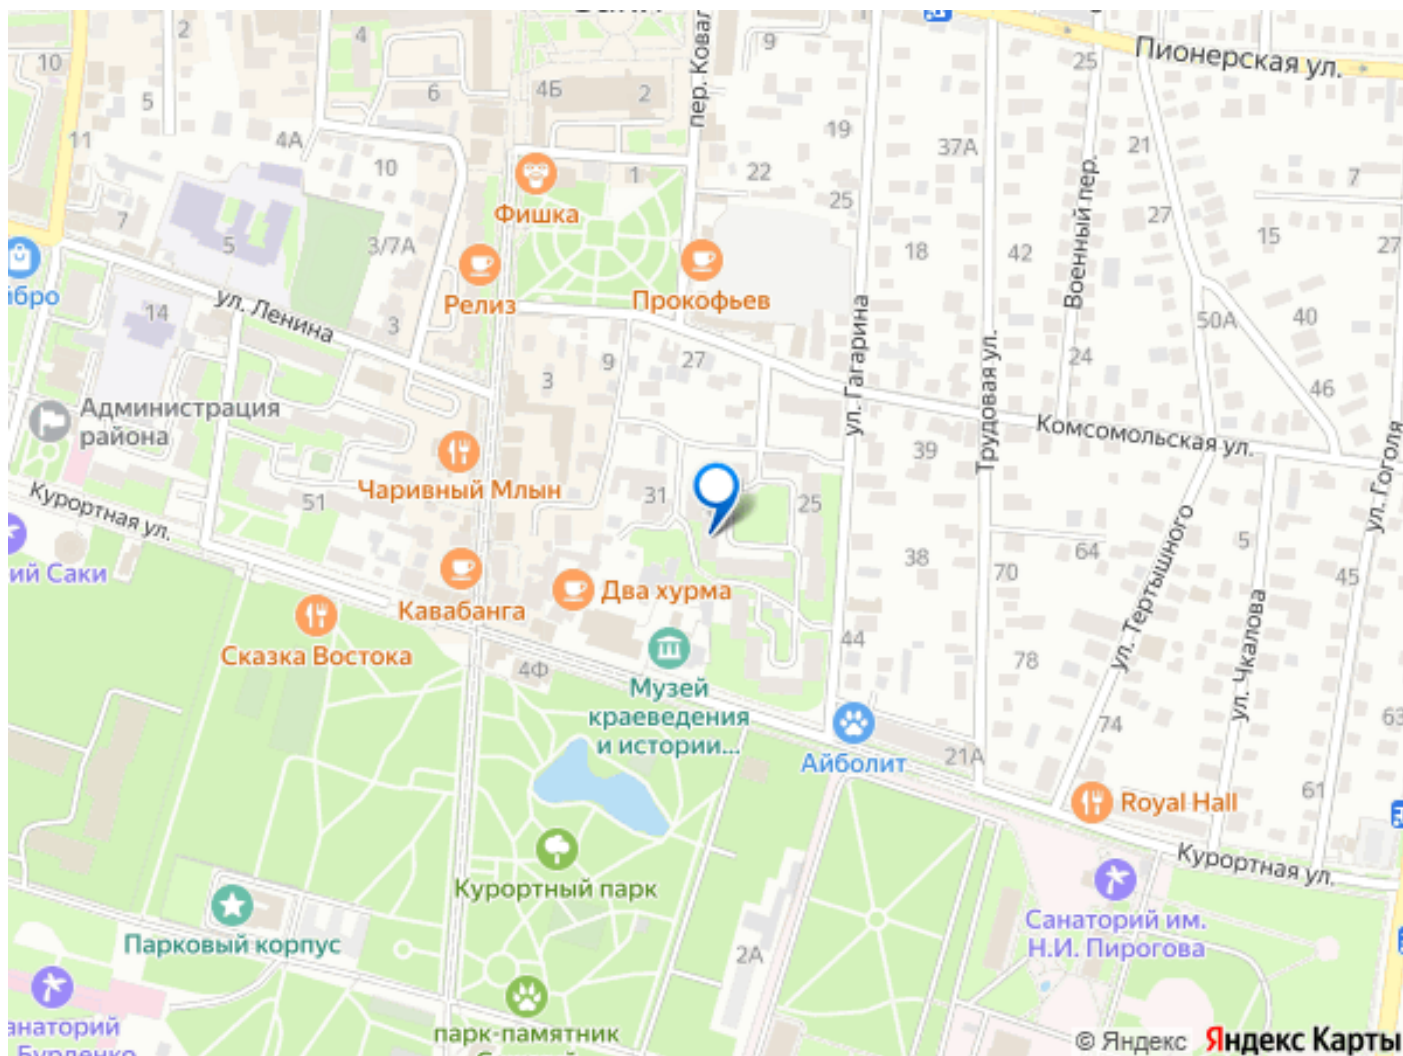 Пионерская ул.
пер. Ковал
2
4
9
10
6
4Б
2
25
5
11
4А
10
19
37А
21
1
22
7
Фишка
25
Военный пер.
27
7
5
3/7А
18
42
15
27
Релиз
Прокофьев
йбро
14
ул. Ленина
3
ул. Гагарина
50А
40
9
27
24
3
Трудовая ул.
46
Администрация
района
Комсомольская ул.
39
ул. Гоголя
Чаривный Млын
51
31
25
Курортная ул.
ул. Тертышного
5
64
38
70
45
ий Саки
Кавабанга
Два хурма
ул. Чкалова
44
Сказка Востока
4Ф
78
Музей
краеведения
и истории...
74
63
Айболит
21А
61
Royal Hall
Курортная ул.
Курортный парк
Санаторий им.
Н.И. Пирогова
Парковый корпус
2А
анаторий
парк-памятник
© Яндекс
Яндекс Карты